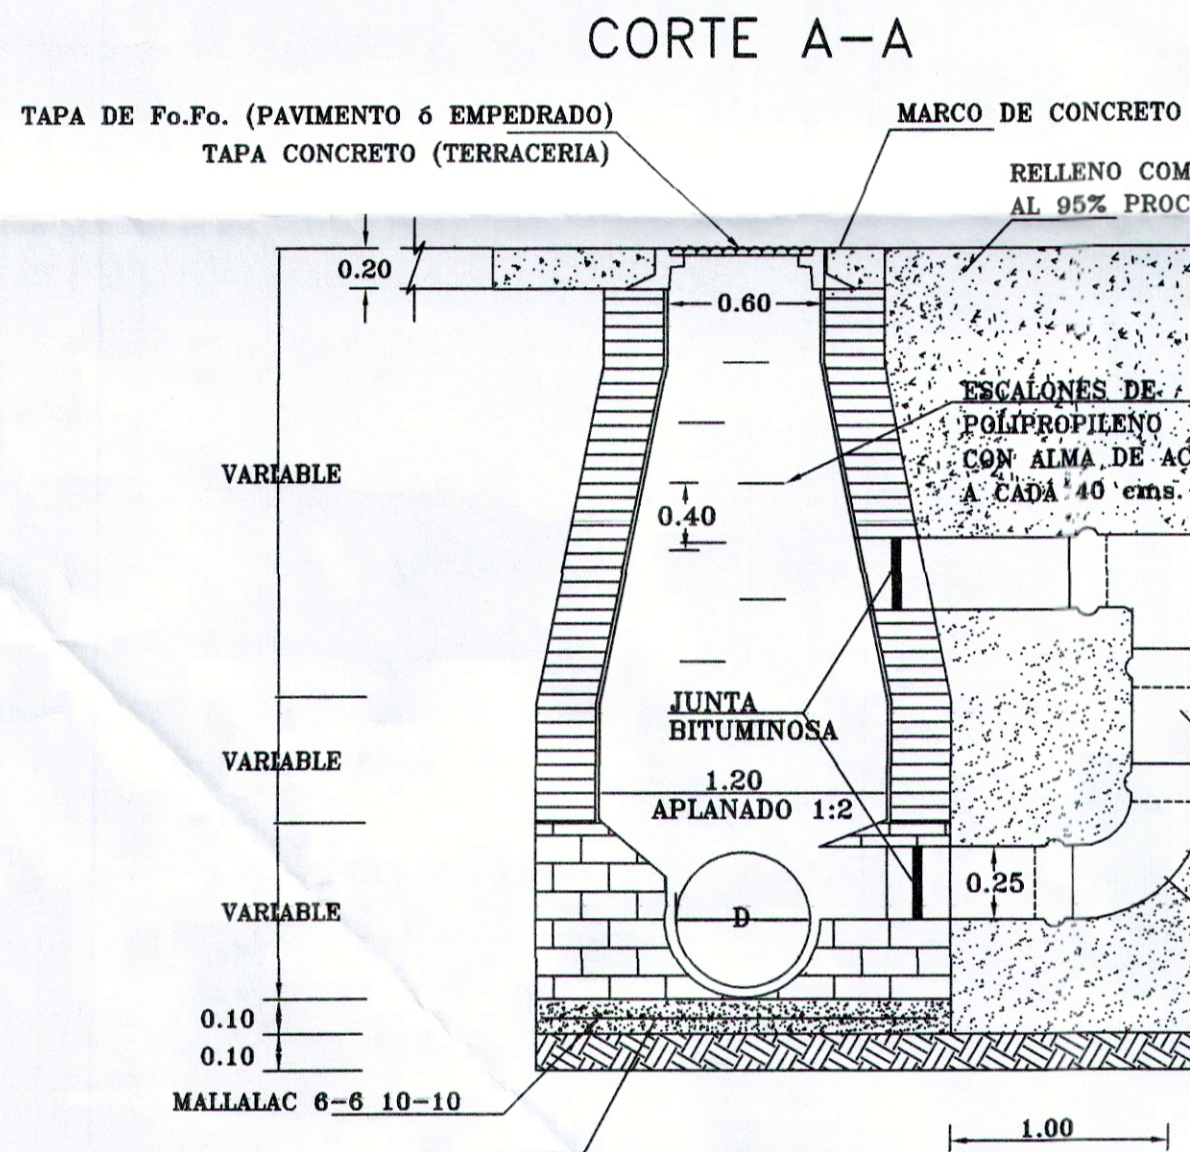 CORTE A-A
TAPA DE Fo.Fo. (PAVIMENTO ó EMPEDRADO)
TAPA CONCRETO (TERRACERIA)
MARCO DE CONCRETO
RELLENO COM
AL 95% PROC
0.20
0.60
ESCALONES DE
POLIPROPILENO
CON ALMA DE AC
A CADA 40 cms.
VARIABLE
0.40
JUNTA
BITUMINOSA
VARIABLE
1.20
APLANADO 1:2
0.25
VARIABLE
D
0.10
0.10
MALLALAC 6-6 10-10
1.00